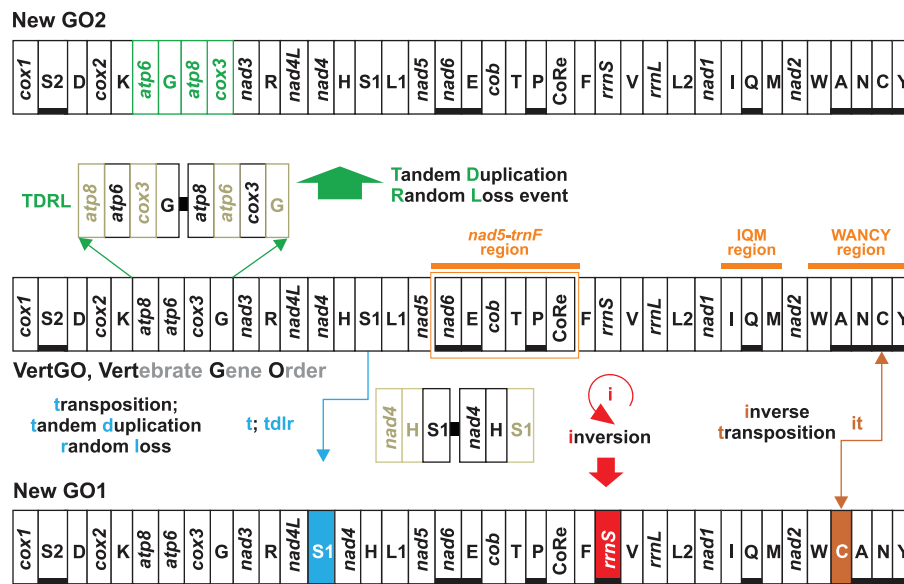 New GO2
cox1 S2 D cox2 K atp6 G atp8 cox3 nad3 R nad4L nad4 H S1 L1 nad5 nad6 E cob T P CoRe F rrnS V rrnL L2 nad1 I Q M nad2 W A N C Y
TDRL
atp8 atp6 cox3 G atp8 atp6 cox3 G
Tandem Duplication
Random Loss event
nad5-trnF
region
IQM
region
WANCY
region
cox1 S2 D cox2 K atp8 atp6 cox3 G nad3 R nad4L nad4 H S1 L1 nad5 nad6 E cob T P CoRe F rrnS V rrnL L2 nad1 I Q M nad2 W A N C Y
VertGO, Vertebrate Gene Order
transposition;
tandem duplication
random loss
t; tdlr
nad4 H S1 nad4 H S1
i
inversion
inverse
transposition
it
New GO1
cox1 S2 D cox2 K atp8 atp6 cox3 G nad3 R nad4L S1 nad4 H L1 nad5 nad6 E cob T P CoRe F rrnS V rrnL L2 nad1 I Q M nad2 W C A N Y